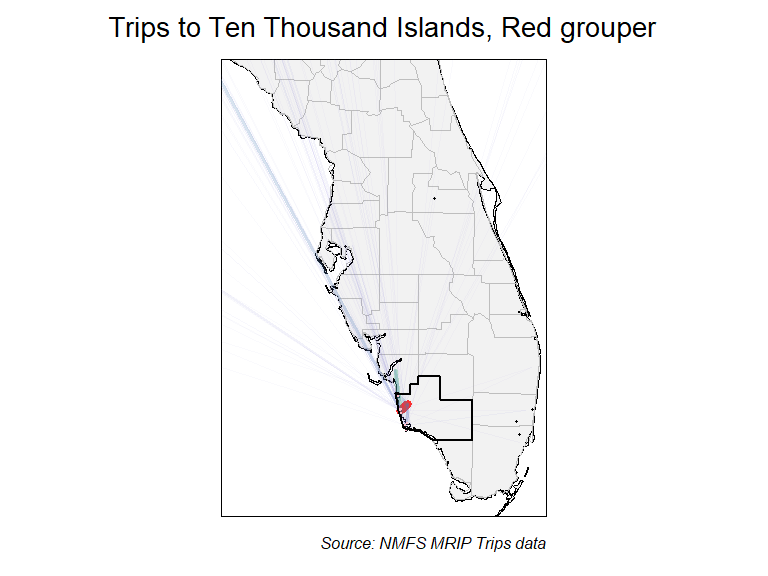 Trips to Ten Thousand Islands, Red grouper
Source: NMFS MRIP Trips data